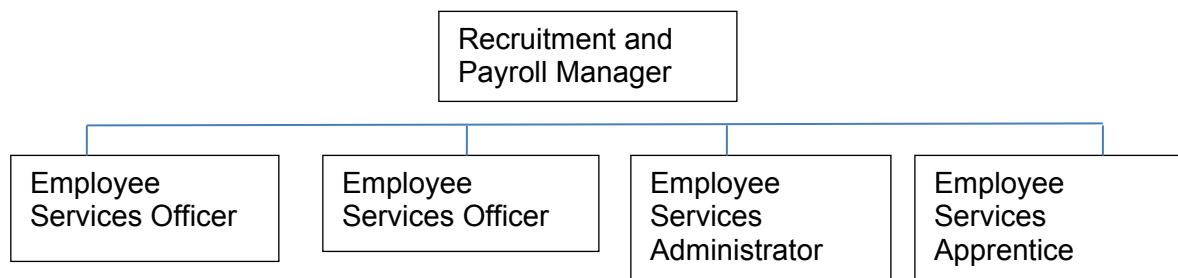 Recruitment and
Payroll Manager
Employee
Services Officer
Employee
Services Officer
Employee
Services
Administrator
Employee
Services
Apprentice